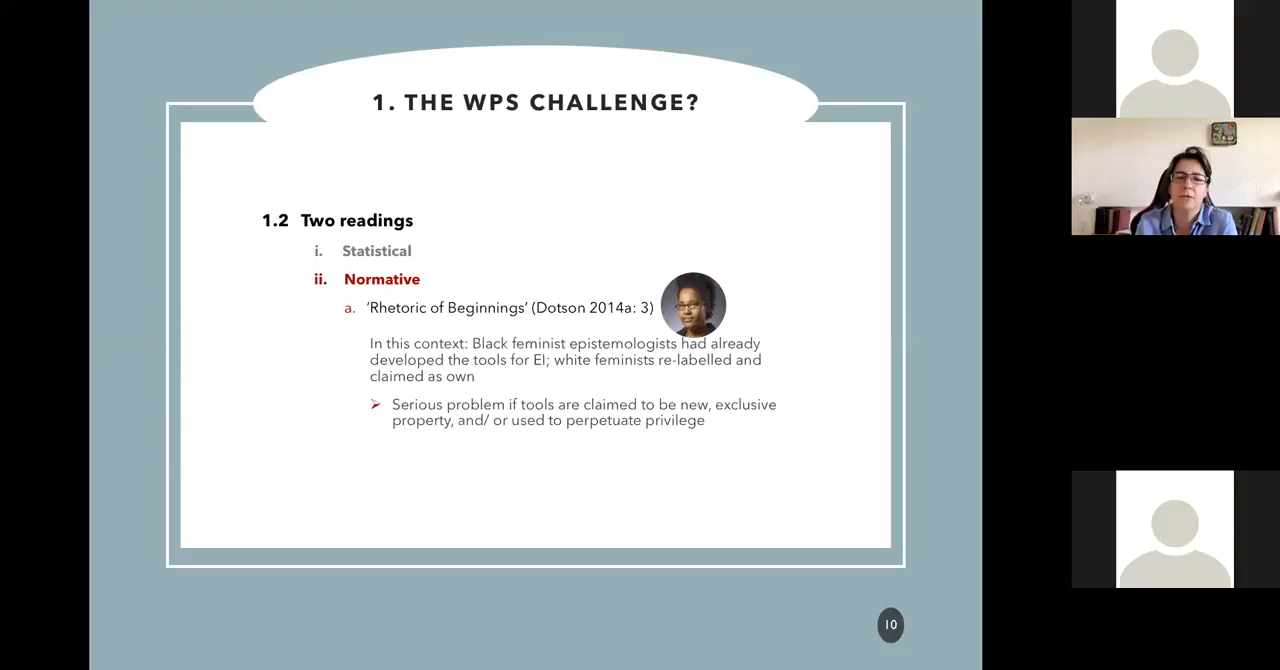 1. THE WPS CHALLENGE?
1.2 Two readings
i. Statistical
ii. Normative
a. ‘Rhetoric of Beginnings’ (Dotson 2014a: 3)
In this context: Black feminist epistemologists had already
developed the tools for EI; white feminists re-labelled and
claimed as own
➢ Serious problem if tools are claimed to be new, exclusive
property, and/ or used to perpetuate privilege
10